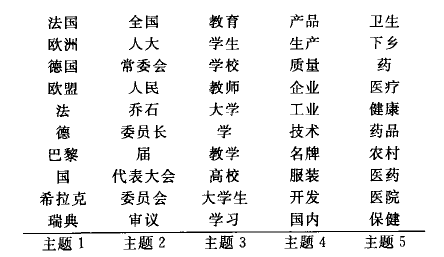 法国 全国 教育 产品 卫生
欧洲 人大 学生 生产 下乡
德国 常委会 学校 质量 药
欧盟 人民 教师 企业 医疗
法 乔石 大学 工业 健康
德 委员长 学 技术 药品
巴黎 届 教学 名牌 农村
国 代表大会 高校 服装 医药
希拉克 委员会 大学生 开发 医院
瑞典 审议 学习 国内 保健
主题1 主题2 主题3 主题4 主题5